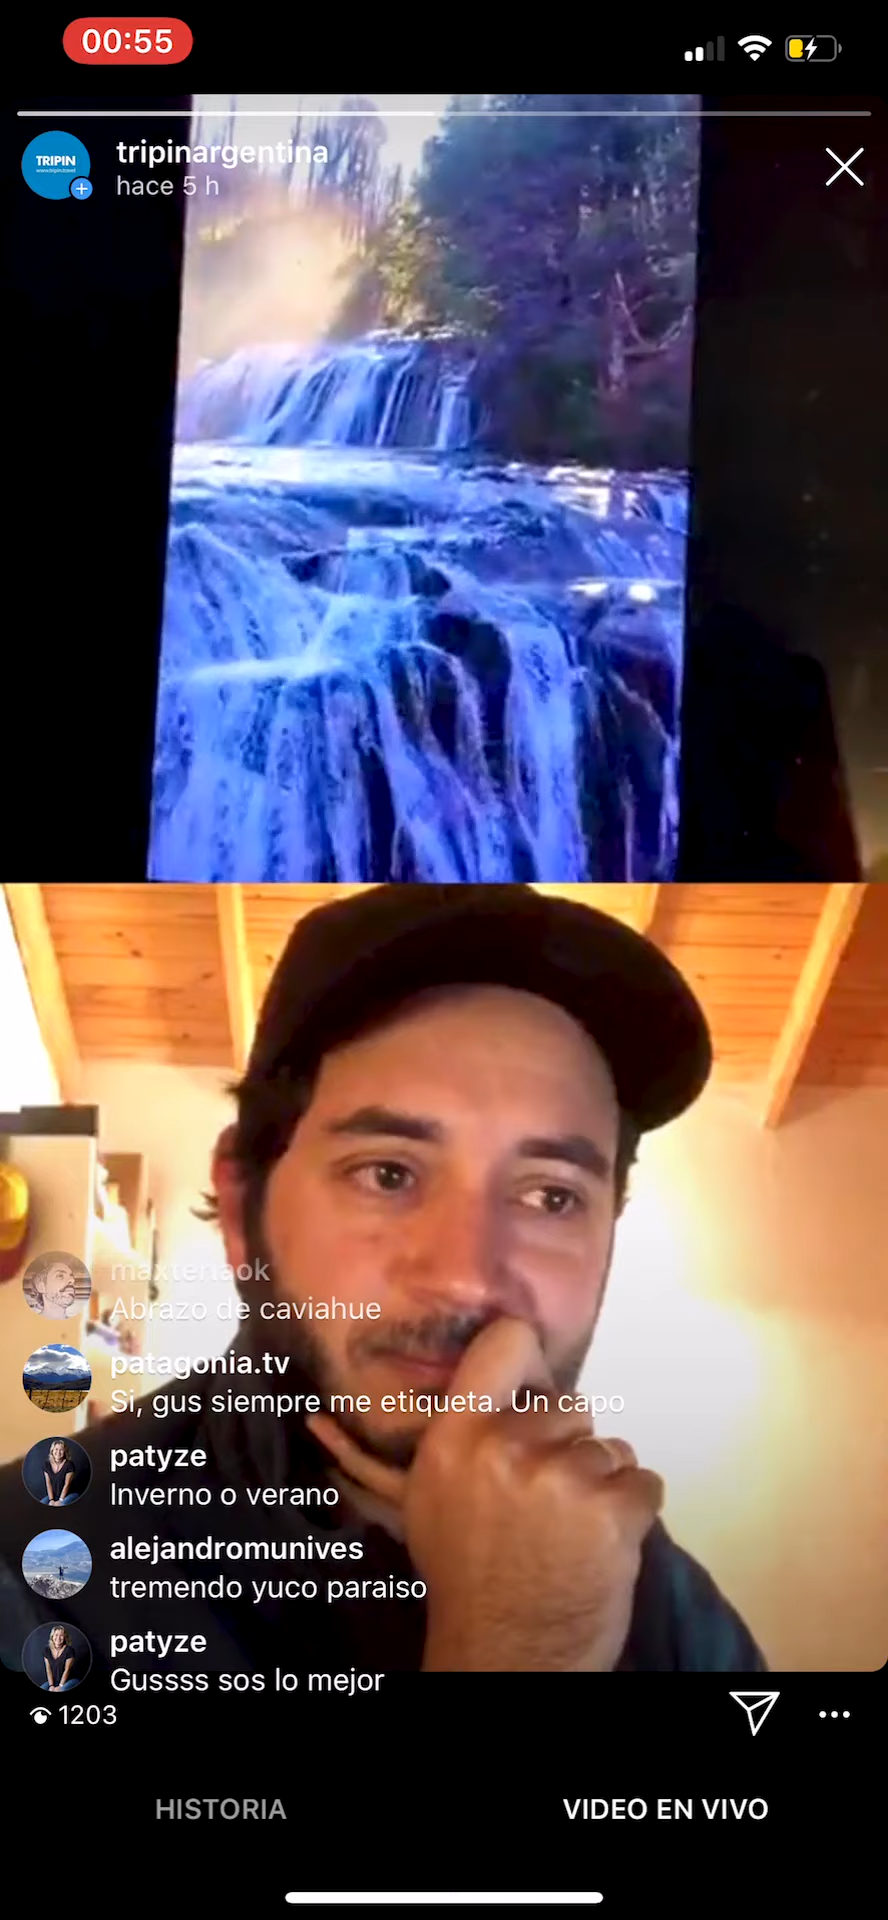 00:55
TRIPIN
tripinargentina
hace 5 h
maxtenaok
Abrazo de caviahue
patagonia.tv
Si, gus siempre me etiqueta. Un capo
patyze
Inverno o verano
alejandromunives
tremendo yuco paraiso
patyze
Gussss sos lo mejor
1203
HISTORIA
VIDEO EN VIVO